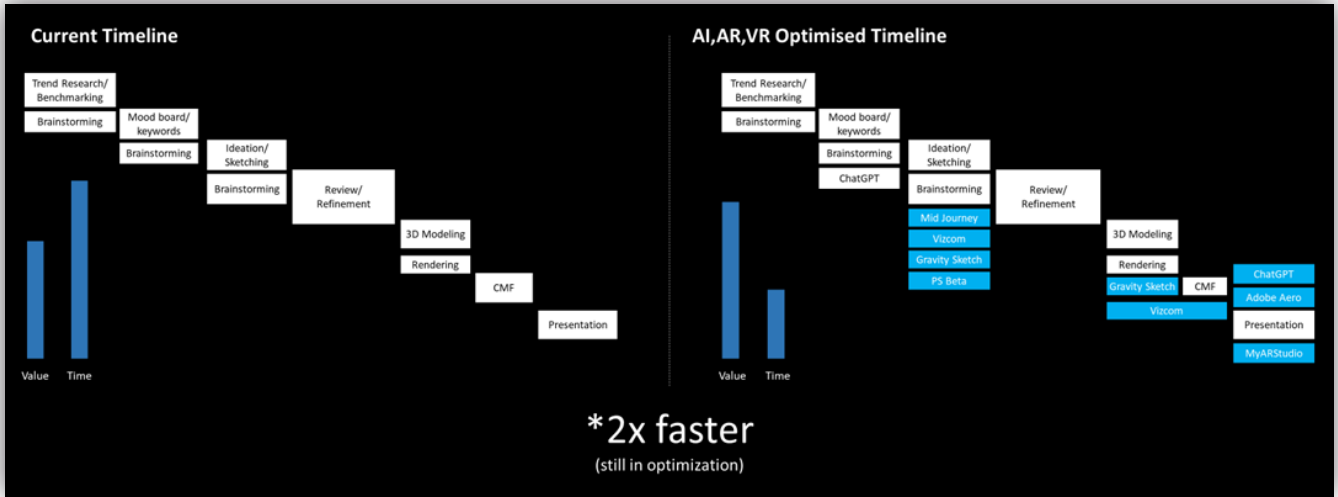 Current Timeline
Trend Research/
Benchmarking
Brainstorming
Mood board/
keywords
Brainstorming
Ideation/
Sketching
Brainstorming
Review/
Refinement
3D Modeling
Rendering
CMF
Presentation
Value
Time
AI,AR,VR Optimised Timeline
Trend Research/
Benchmarking
Brainstorming
Mood board/
keywords
Brainstorming
ChatGPT
Ideation/
Sketching
Brainstorming
Mid Journey
Vizcom
Gravity Sketch
PS Beta
Review/
Refinement
3D Modeling
Rendering
Gravity Sketch
CMF
Vizcom
ChatGPT
Adobe Aero
Presentation
MyARStudio
Value
Time
*2x faster
(still in optimization)